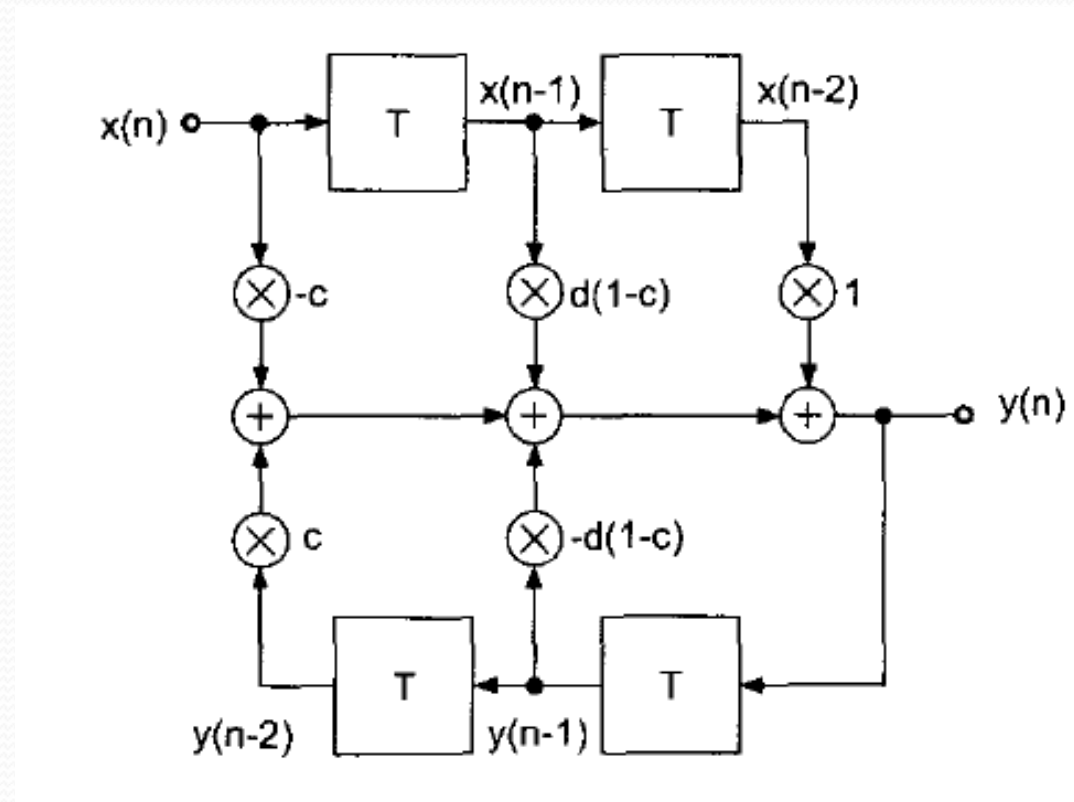 x(n) T x(n-1) T x(n-2)
× -c × d(1-c) × 1
+ + + y(n)
× c × -d(1-c)
T T
y(n-2) y(n-1)